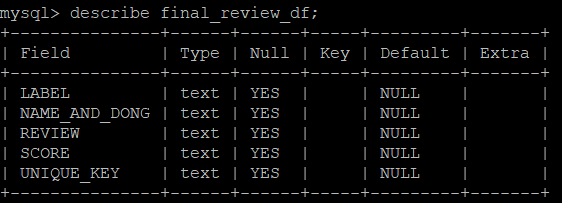 mysql> describe final_review_df;
+---------------+------+------+-----+---------+-------+
| Field         | Type | Null | Key | Default | Extra |
+---------------+------+------+-----+---------+-------+
| LABEL         | text | YES  |     | NULL    |       |
| NAME_AND_DONG | text | YES  |     | NULL    |       |
| REVIEW        | text | YES  |     | NULL    |       |
| SCORE         | text | YES  |     | NULL    |       |
| UNIQUE_KEY    | text | YES  |     | NULL    |       |
+---------------+------+------+-----+---------+-------+